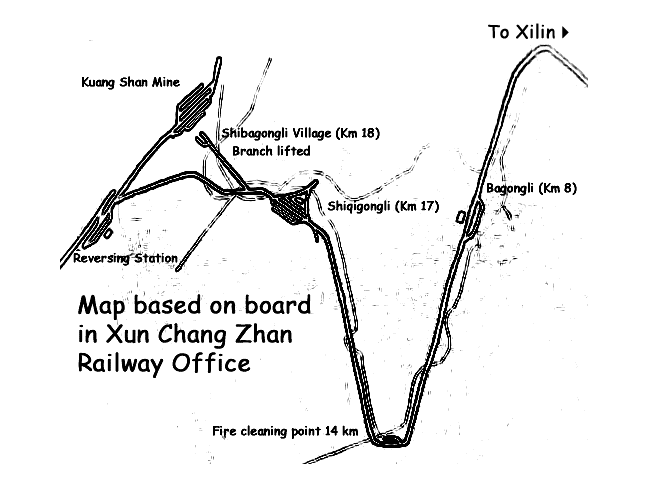 To Xilin
Kuang Shan Mine
Shibagongli Village (Km 18)
Branch lifted
Bagongli (Km 8)
Shiqigongli (Km 17)
Reversing Station
Map based on board
in Xun Chang Zhan
Railway Office
Fire cleaning point 14 km